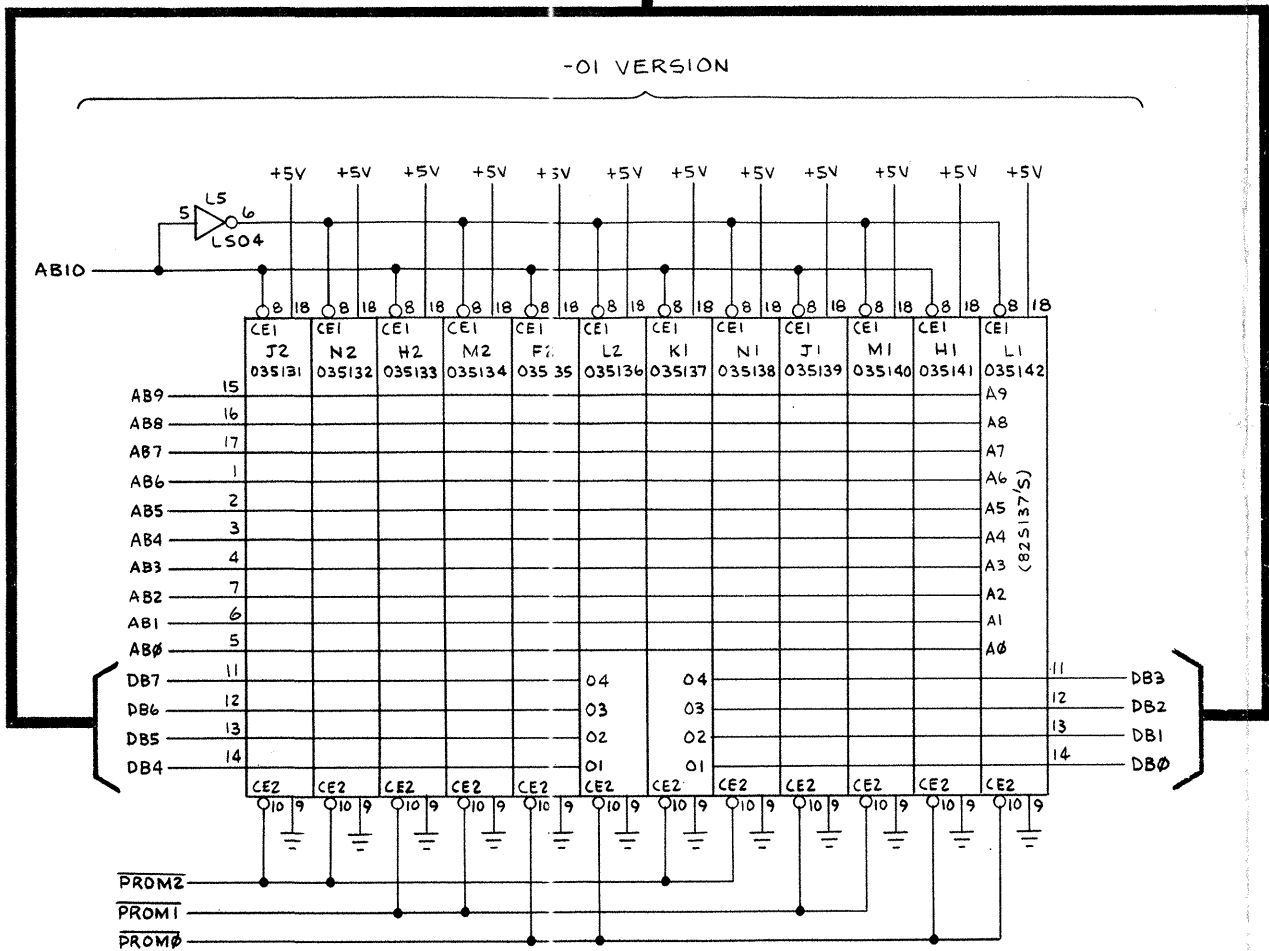 -01 VERSION
+5V +5V +5V +5V +5V +5V +5V +5V +5V +5V +5V +5V
L5
5 6
LS04
AB10
8 18 8 18 8 18 8 18 8 18 8 18 8 18 8 18 8 18 8 18 8 18 8 18
CE1 CE1 CE1 CE1 CE1 CE1 CE1 CE1 CE1 CE1 CE1 CE1
J2 N2 H2 M2 F2 L2 K1 N1 J1 M1 H1 L1
035131 035132 035133 035134 035135 035136 035137 035138 035139 035140 035141 035142
AB9 15 A9
AB8 16 A8
AB7 17 A7
AB6 1 A6
AB5 2 A5
AB4 3 A4
AB3 4 A3
AB2 7 A2
AB1 6 A1
ABØ 5 AØ
(82S137'S)
DB7 11 04 04 11 DB3
DB6 12 03 03 12 DB2
DB5 13 02 02 13 DB1
DB4 14 01 01 14 DBØ
CE2 CE2 CE2 CE2 CE2 CE2 CE2 CE2 CE2 CE2 CE2 CE2
10 9 10 9 10 9 10 9 10 9 10 9 10 9 10 9 10 9 10 9 10 9 10 9
PROM2
PROM1
PROMØ